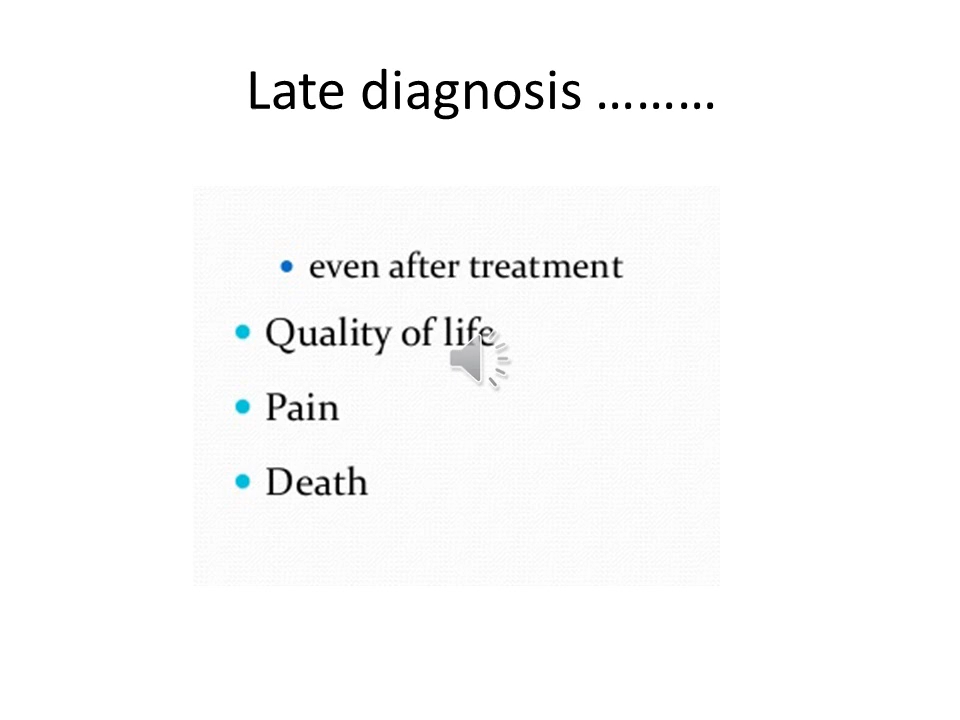 Late diagnosis ………
• even after treatment
• Quality of life
• Pain
• Death